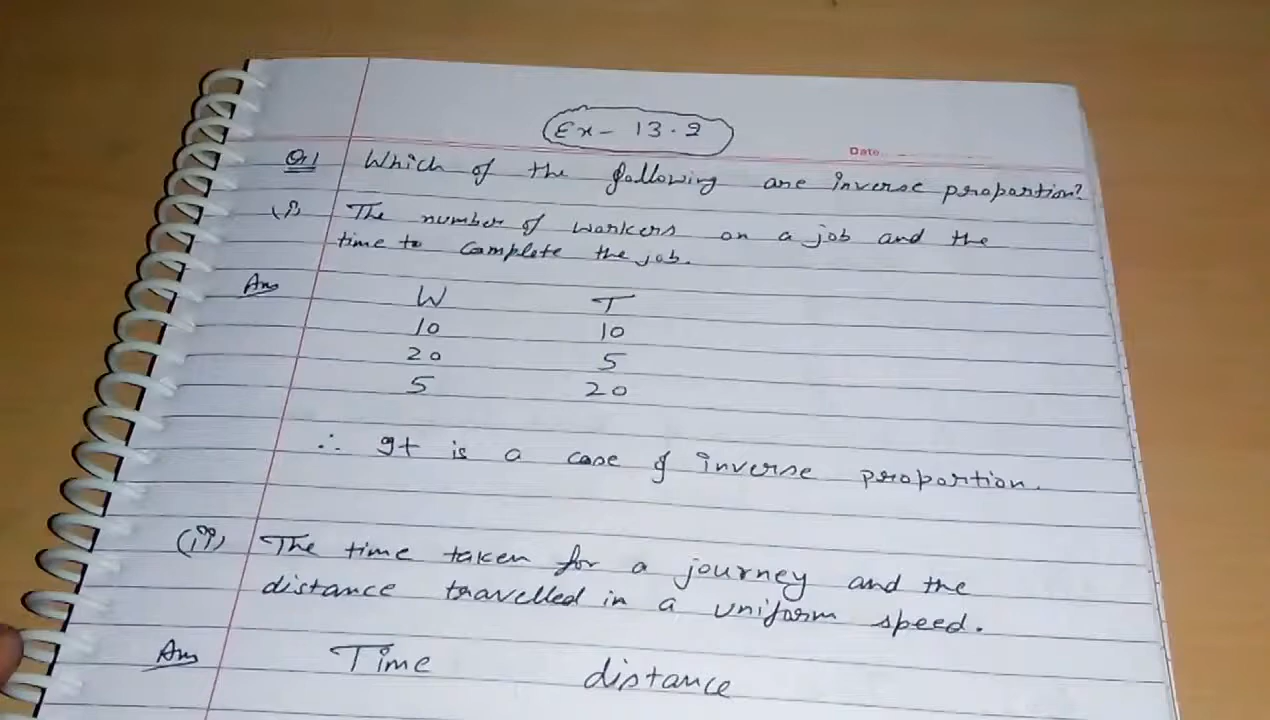 Ex- 13.2
Date.
Q1 Which of the following are inverse proportion?
(i) The number of workers on a job and the
time to complete the job.
Ans W T
10 10
20 5
5 20
∴ It is a case of inverse proportion.
(ii) The time taken for a journey and the
distance travelled in a uniform speed.
Ans Time distance